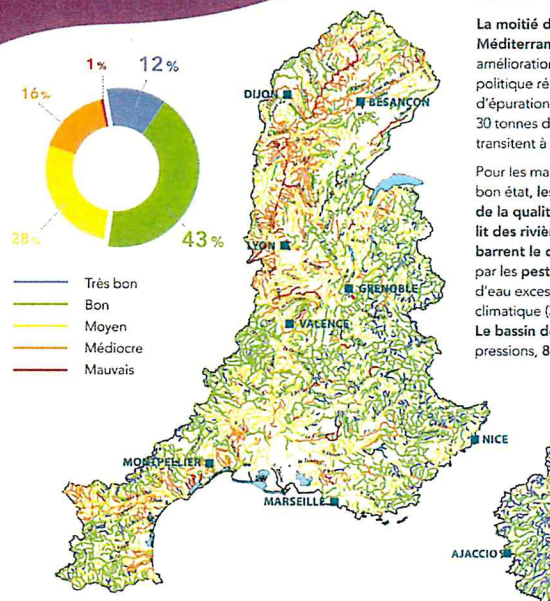 1%
12%
16%
28%
43%
Très bon
Bon
Moyen
Médiocre
Mauvais
DIJON
BESANÇON
LYON
GRENOBLE
VALENCE
MONTPELLIER
MARSEILLE
NICE
AJACCIO
La moitié d
Méditerran
amélioration
politique ré
d'épuration
30 tonnes d
transitent à
Pour les ma
bon état, les
de la qualit
lit des riviè
barrent le c
par les pest
d'eau exces
climatique (
Le bassin d
pressions, 8